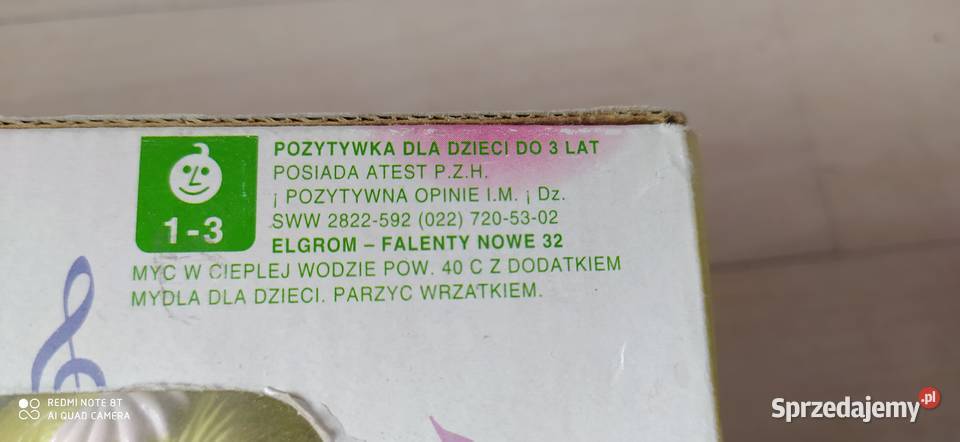 POZYTYWKA DLA DZIECI DO 3 LAT
POSIADA ATEST P.Z.H.
¡ POZYTYWNA OPINIE I.M. ¡ Dz.
SWW 2822-592 (022) 720-53-02
1-3
ELGROM – FALENTY NOWE 32
MYC W CIEPLEJ WODZIE POW. 40 C Z DODATKIEM
MYDLA DLA DZIECI. PARZYC WRZATKIEM.
REDMI NOTE 8T
AI QUAD CAMERA
Sprzedajemy.pl